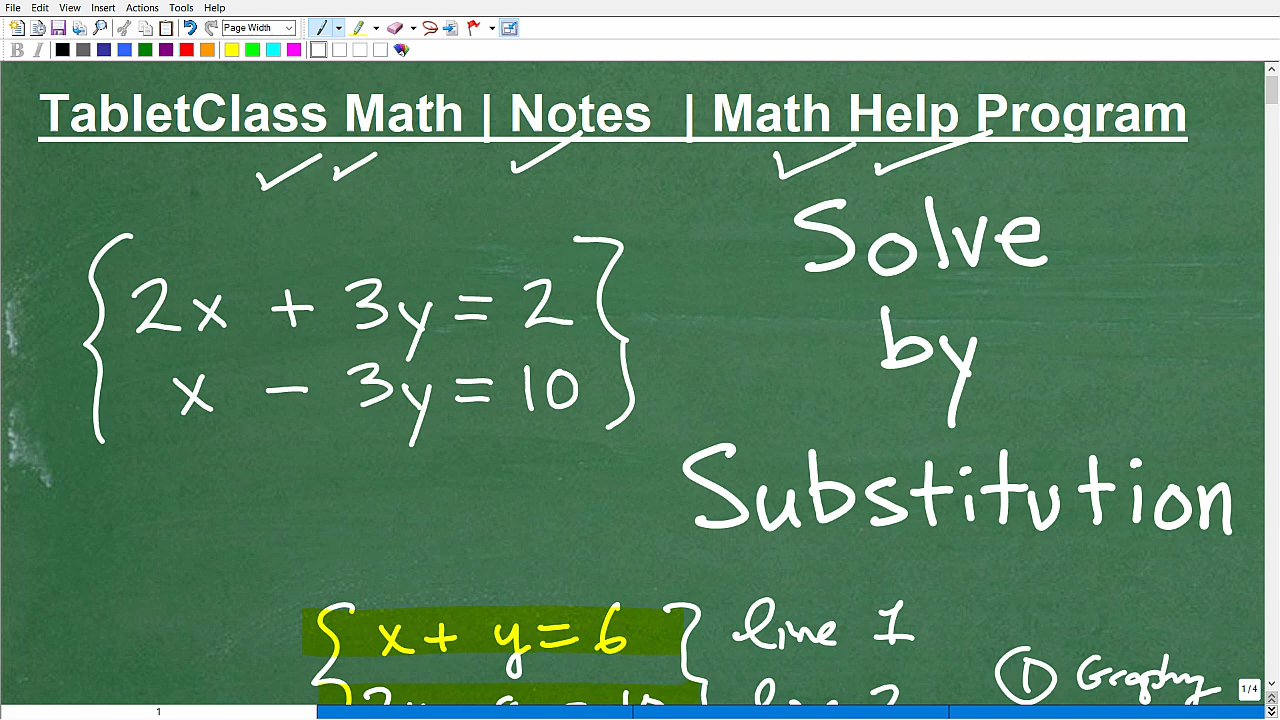 File Edit View Insert Actions Tools Help
Page Width
B I
TabletClass Math | Notes | Math Help Program
Solve
by
Substitution
2x + 3y = 2
x - 3y = 10
x + y = 6 line 1
① Graphing
1/4
1